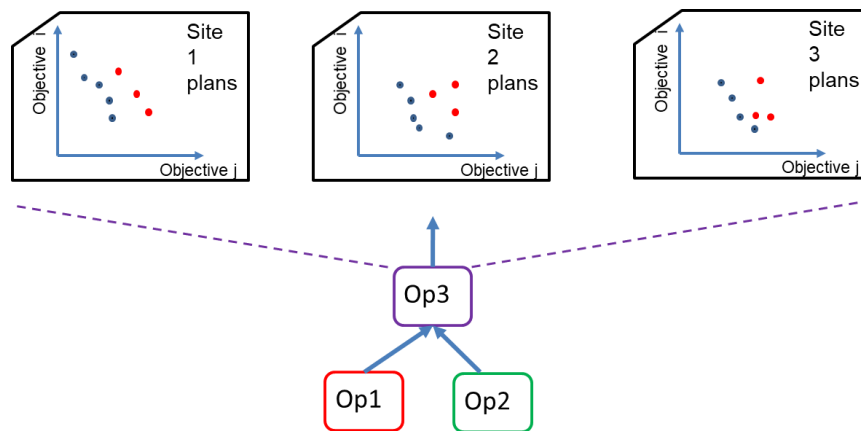 Objective i
Site
1
plans
Objective j
Objective i
Site
2
plans
Objective j
Objective i
Site
3
plans
Objective j
Op3
Op1
Op2